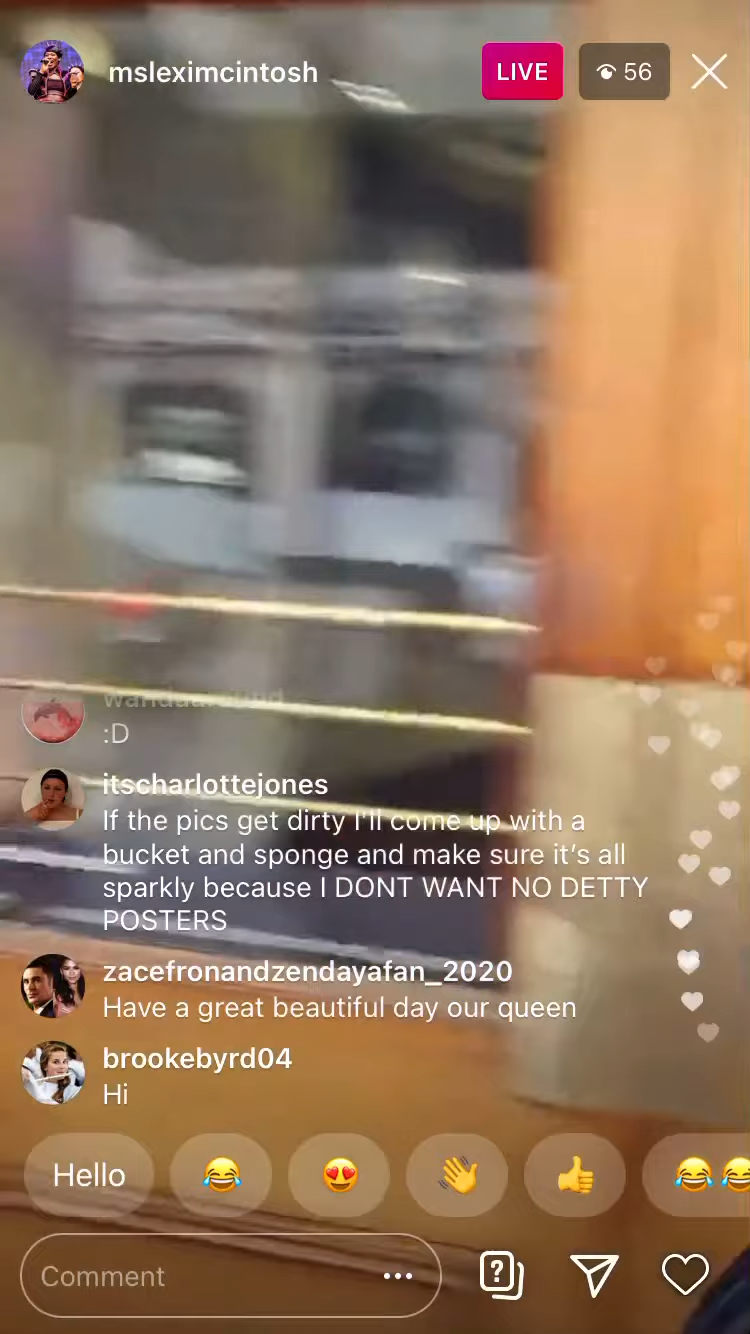 msleximcintosh
LIVE
56
:D
itscharlottejones
If the pics get dirty I'll come up with a
bucket and sponge and make sure it's all
sparkly because I DONT WANT NO DETTY
POSTERS
zacefronandzendayafan_2020
Have a great beautiful day our queen
brookebyrd04
Hi
Hello
Comment